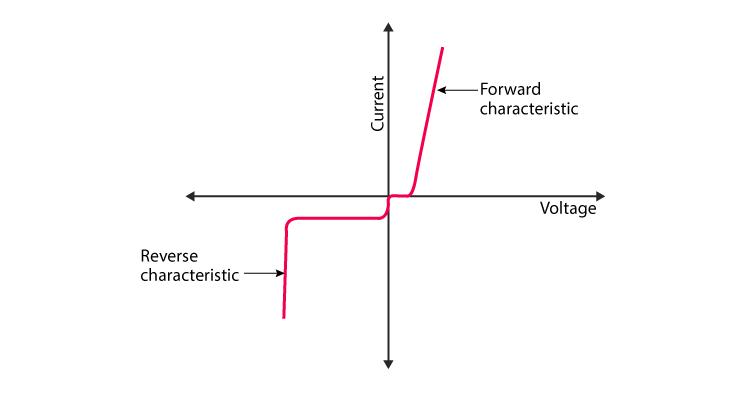 Current
Forward
characteristic
Voltage
Reverse
characteristic